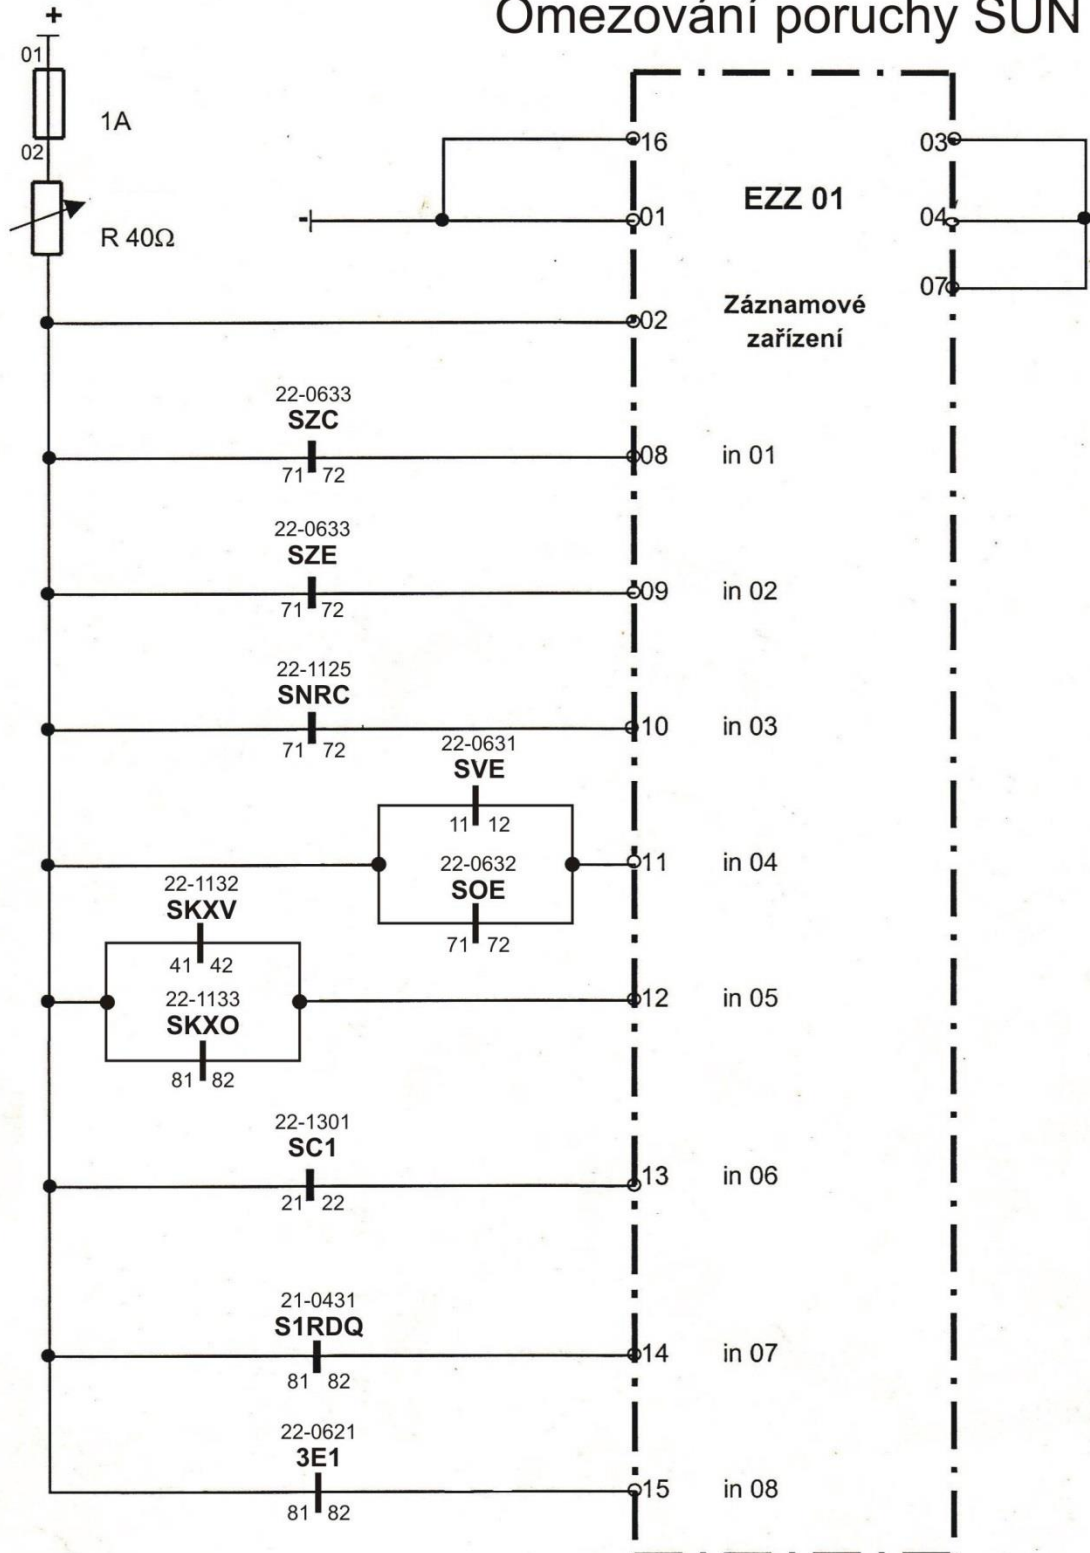 Omezování poruchy SUN
+
01
1A
02
R 40Ω
-
16
01
02
EZZ 01
03
04
07
Záznamové
zařízení
22-0633
SZC
71 72
08
in 01
22-0633
SZE
71 72
09
in 02
22-1125
SNRC
71 72
10
in 03
22-0631
SVE
11 12
22-0632
SOE
71 72
11
in 04
22-1132
SKXV
41 42
22-1133
SKXO
81 82
12
in 05
22-1301
SC1
21 22
13
in 06
21-0431
S1RDQ
81 82
14
in 07
22-0621
3E1
81 82
15
in 08